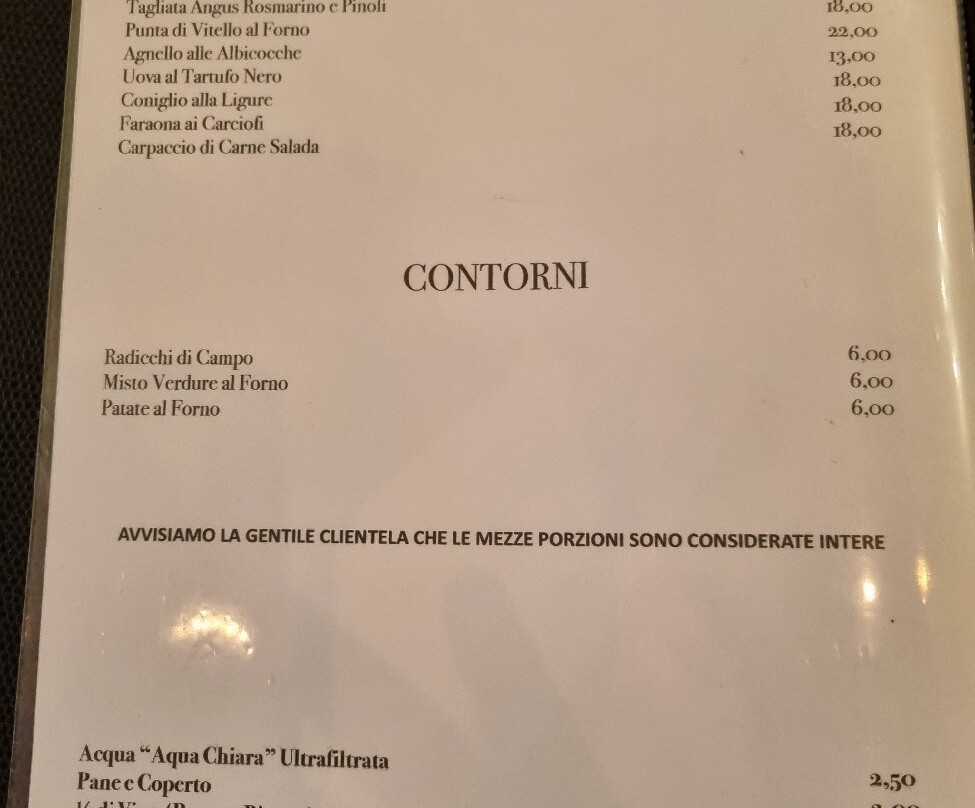 Tagliata Angus Rosmarino e Pinoli 18,00
Punta di Vitello al Forno 22,00
Agnello alle Albicocche 13,00
Uova al Tartufo Nero 18,00
Coniglio alla Ligure 18,00
Faraona ai Carciofi 18,00
Carpaccio di Carne Salada
CONTORNI
Radicchi di Campo 6,00
Misto Verdure al Forno 6,00
Patate al Forno 6,00
AVVISIAMO LA GENTILE CLIENTELA CHE LE MEZZE PORZIONI SONO CONSIDERATE INTERE
Acqua “Aqua Chiara” Ultrafiltrata
Pane e Coperto 2,50